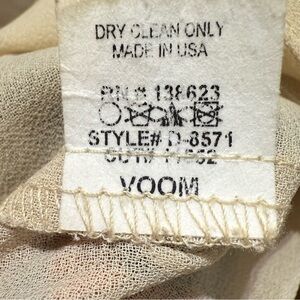 DRY CLEAN ONLY
MADE IN USA
RN # 138623
STYLE# D-8571
VOOM